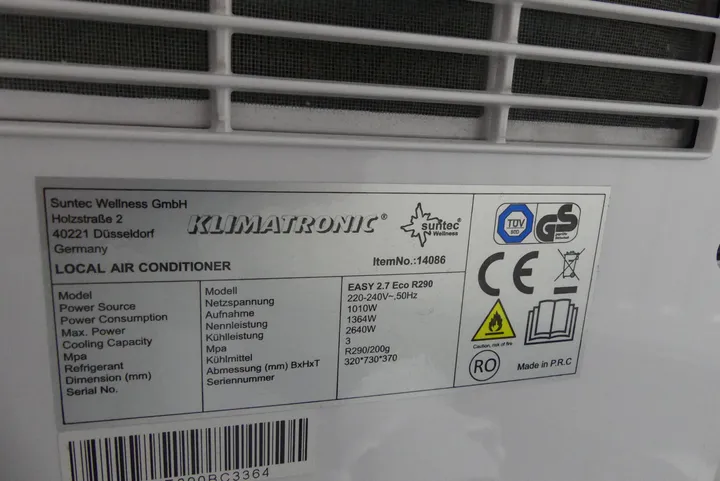 Suntec Wellness GmbH
Holzstraße 2
40221 Düsseldorf
Germany
KLIMATRONIC®
suntec®
Wellness
LOCAL AIR CONDITIONER
ItemNo.:14086
Model Modell EASY 2.7 Eco R290
Power Source Netzspannung 220-240V~,50Hz
Power Consumption Aufnahme 1010W
Max. Power Nennleistung 1364W
Cooling Capacity Kühlleistung 2640W
Mpa Mpa 3
Refrigerant Kühlmittel R290/200g
Dimension (mm) Abmessung (mm) BxHxT 320*730*370
Serial No. Seriennummer
TÜV
GS
CE
Caution, risk of fire
RO
Made in P.R.C
00BC3364